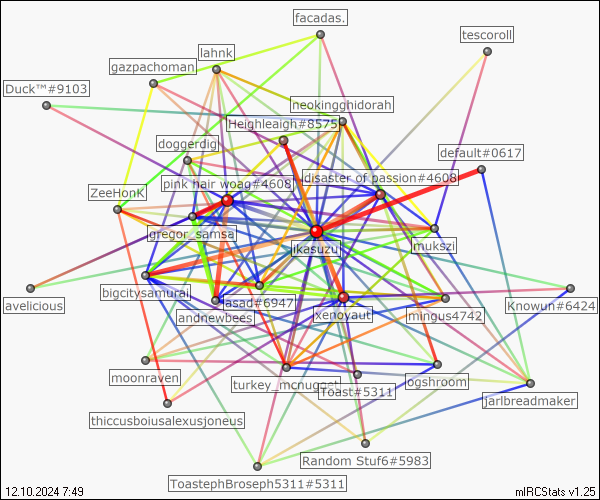 facadas.
tescoroll
lahnk
gazpachoman
Duck™#9103
neokingghidorah
Heighleaigh#8575
doggerdig
default#0617
disaster of passion#4608
pink hair woag#4608
ZeeHonK
gregor_samsa
mukszi
ikasuzu
bigcitysamurai
asad#6947
avelicious
Knowun#6424
andnewbees
xenoyaut
mingus4742
moonraven
turkey_mcnugget
Toast#5311
ogshroom
jarlbreadmaker
thiccusboiusalexusjoneus
Random Stuf6#5983
ToastephBroseph5311#5311
12.10.2024 7:49
mIRCStats v1.25